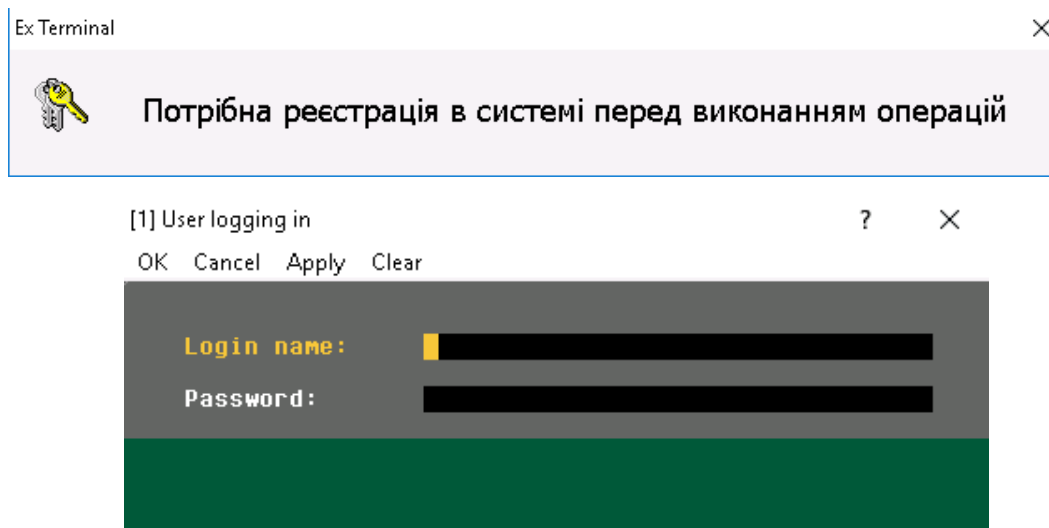 Ex Terminal
Потрібна реєстрація в системі перед виконанням операцій
[1] User logging in ?
OK Cancel Apply Clear
Login name:
Password: